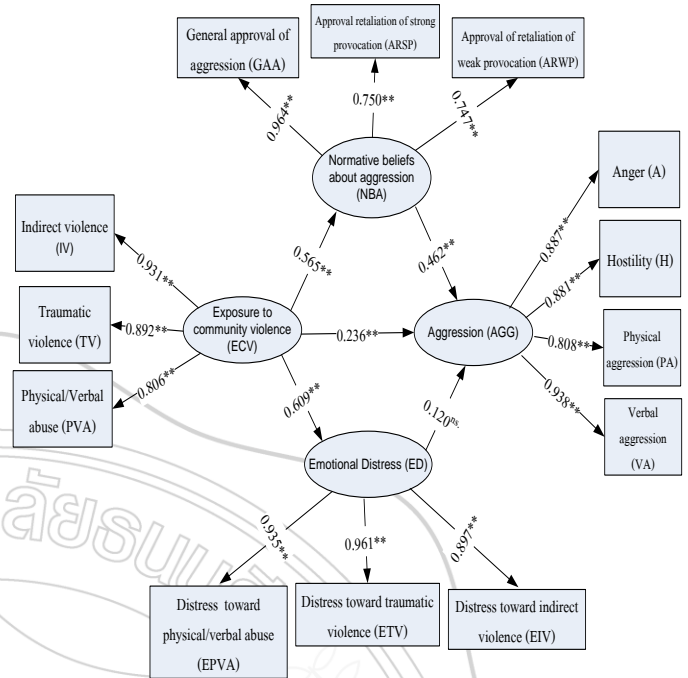 General approval of
aggression (GAA)
Approval retaliation of strong
provocation (ARSP)
Approval of retaliation of
weak provocation (ARWP)
0.964**
0.750**
0.747**
Normative beliefs
about aggression
(NBA)
Anger (A)
Indirect violence
(IV)
0.931**
0.565**
0.462**
0.887**
Hostility (H)
0.881**
Traumatic
violence (TV)
0.892**
Exposure to
community violence
(ECV)
0.236**
Aggression (AGG)
0.808**
Physical
aggression (PA)
Physical/Verbal
abuse (PVA)
0.806**
0.609**
0.120ns.
0.938**
Verbal
aggression
(VA)
Emotional Distress (ED)
0.935**
0.961**
0.897**
Distress toward
physical/verbal abuse
(EPVA)
Distress toward traumatic
violence (ETV)
Distress toward indirect
violence (EIV)